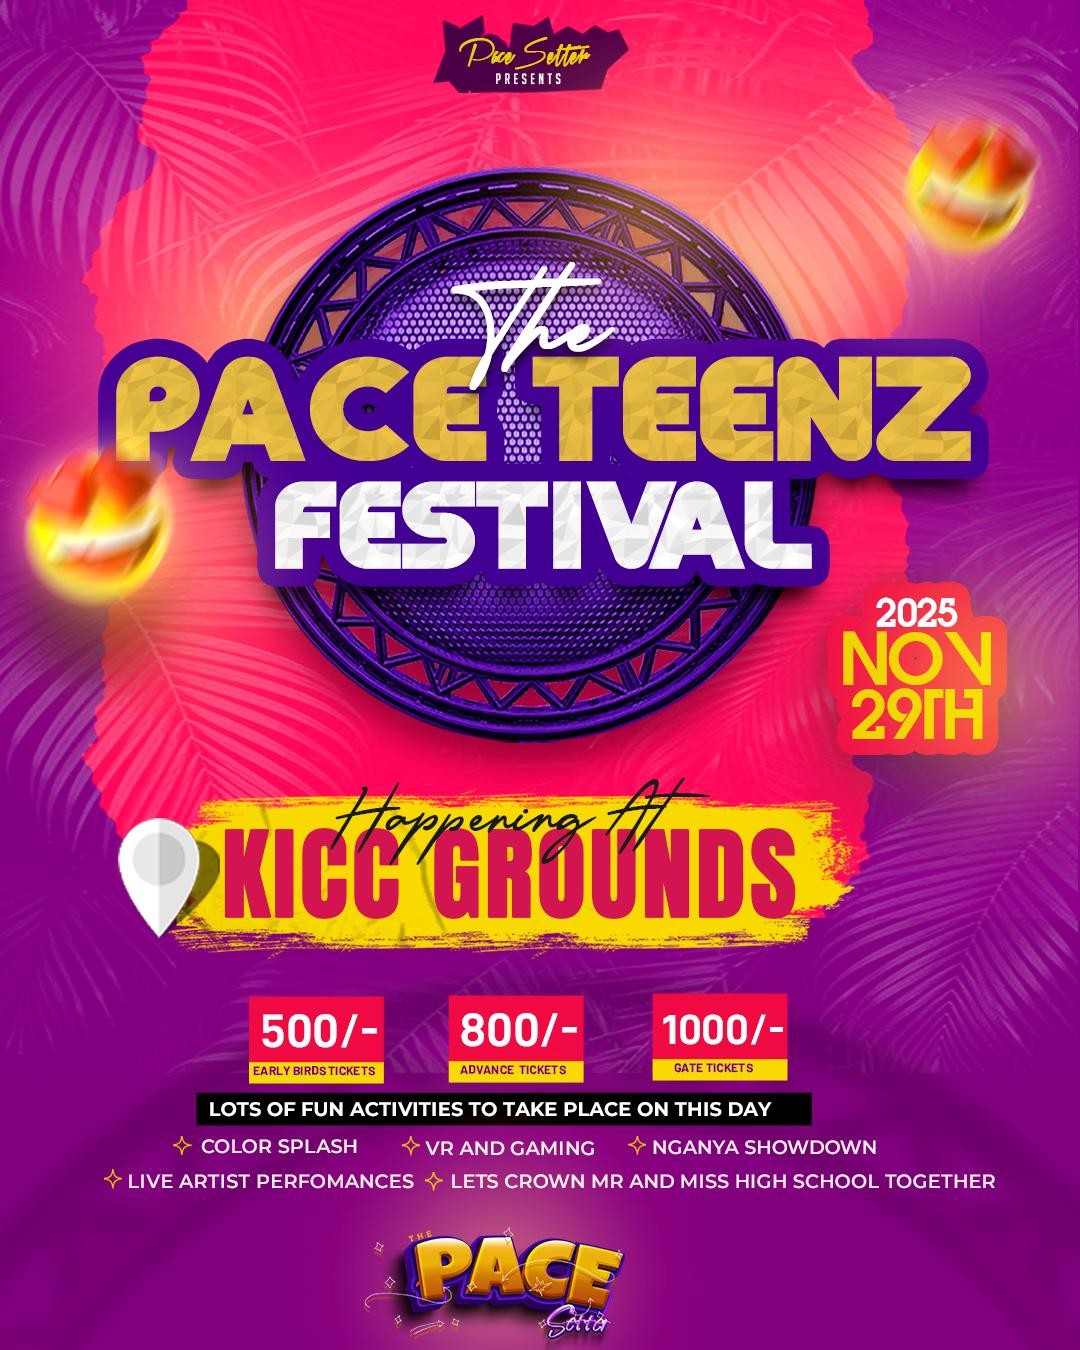 Pace Setter
PRESENTS
The
PACE TEENZ
FESTIVAL
2025
NOV
29TH
Happening At
KICC GROUNDS
500/-
EARLY BIRDS TICKETS
800/-
ADVANCE TICKETS
1000/-
GATE TICKETS
LOTS OF FUN ACTIVITIES TO TAKE PLACE ON THIS DAY
COLOR SPLASH
VR AND GAMING
NGANYA SHOWDOWN
LIVE ARTIST PERFOMANCES
LETS CROWN MR AND MISS HIGH SCHOOL TOGETHER
THE
PACE
Setter